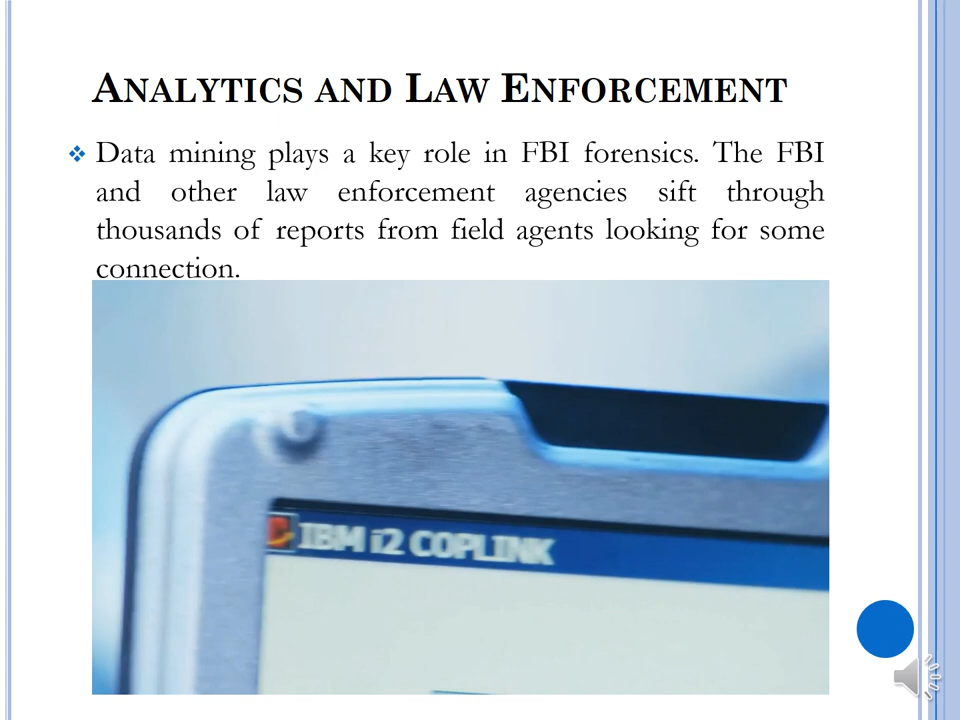 ANALYTICS AND LAW ENFORCEMENT
Data mining plays a key role in FBI forensics. The FBI
and other law enforcement agencies sift through
thousands of reports from field agents looking for some
connection.
IBM i2 COPLINK